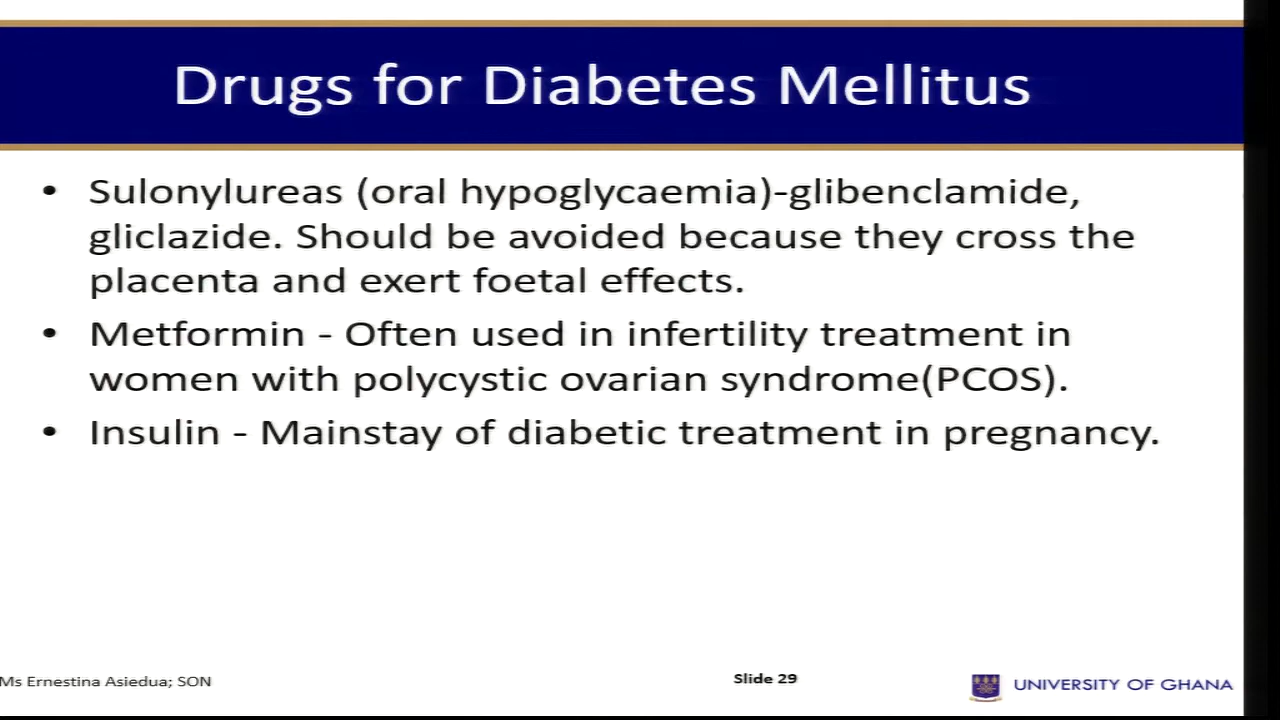 Drugs for Diabetes Mellitus
• Sulonylureas (oral hypoglycaemia)-glibenclamide,
gliclazide. Should be avoided because they cross the
placenta and exert foetal effects.
• Metformin - Often used in infertility treatment in
women with polycystic ovarian syndrome(PCOS).
• Insulin - Mainstay of diabetic treatment in pregnancy.
Ms Ernestina Asiedua; SON
Slide 29
UNIVERSITY OF GHANA